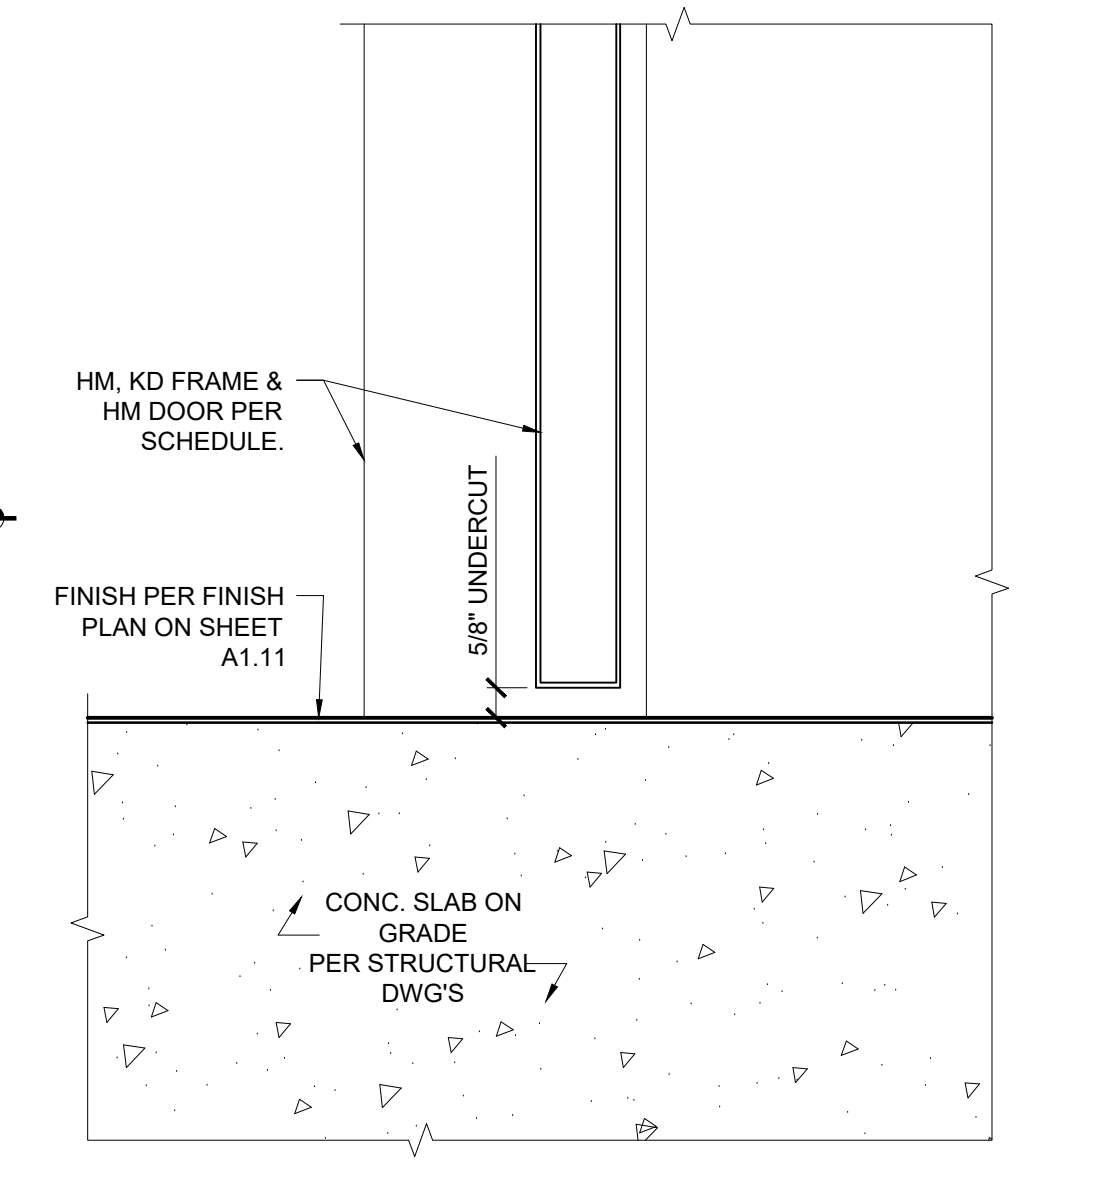 HM, KD FRAME &
HM DOOR PER
SCHEDULE.
5/8" UNDERCUT
FINISH PER FINISH
PLAN ON SHEET
A1.11
CONC. SLAB ON
GRADE
PER STRUCTURAL
DWG'S